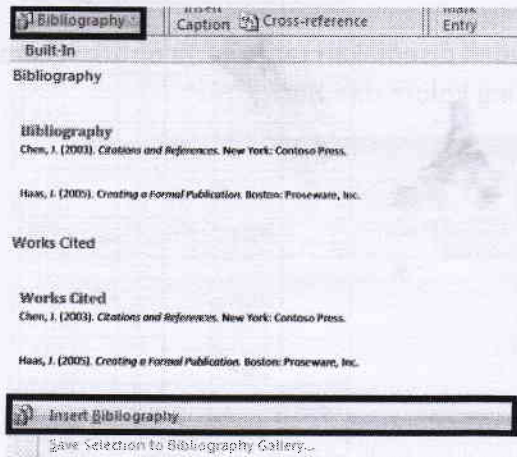 Bibliography Insert Caption Cross-reference Mark Entry
Built-In
Bibliography
Bibliography
Chen, J. (2003). Citations and References. New York: Contoso Press.
Haas, J. (2005). Creating a Formal Publication. Boston: Proseware, Inc.
Works Cited
Works Cited
Chen, J. (2003). Citations and References. New York: Contoso Press.
Haas, J. (2005). Creating a Formal Publication. Boston: Proseware, Inc.
Insert Bibliography
Save Selection to Bibliography Gallery...